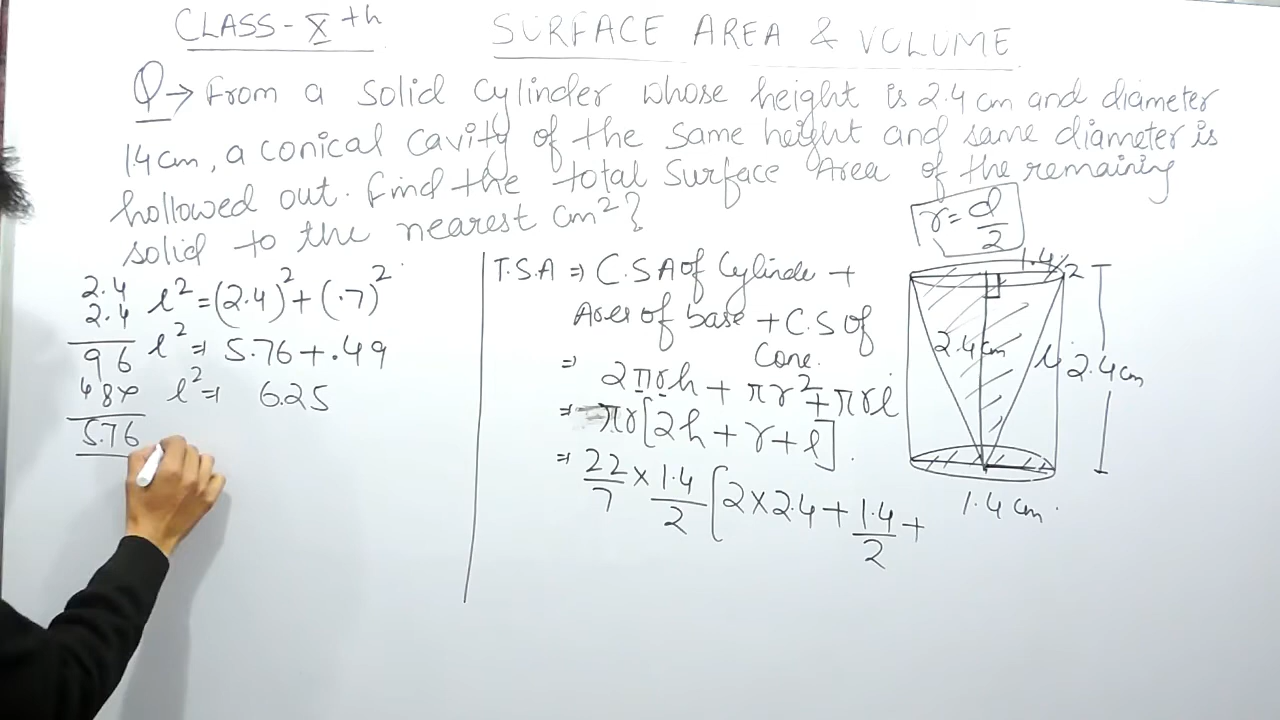 CLASS - X th
SURFACE AREA & VOLUME
Q → From a solid cylinder whose height is 2.4 cm and diameter
14 cm, a conical cavity of the same height and same diameter is
hollowed out. find the total surface Area of the remaining
solid to the nearest cm²?
2.4
2.4
96
48×
5.76
l² = (2.4)² + (.7)²
l² ⇒ 5.76 + .49
l² ⇒ 6.25
T.S.A ⇒ C.S.A of Cylinder +
Area of base + C.S of
Cone.
⇒ 2πrh + πr² + πrl
⇒ πr[2h + r + l].
⇒ 22/7 × 1.4/2 [2×2.4 + 1.4/2 +
r = d/2
1.4/2
2.4 cm
l
2.4 cm
1.4 cm.